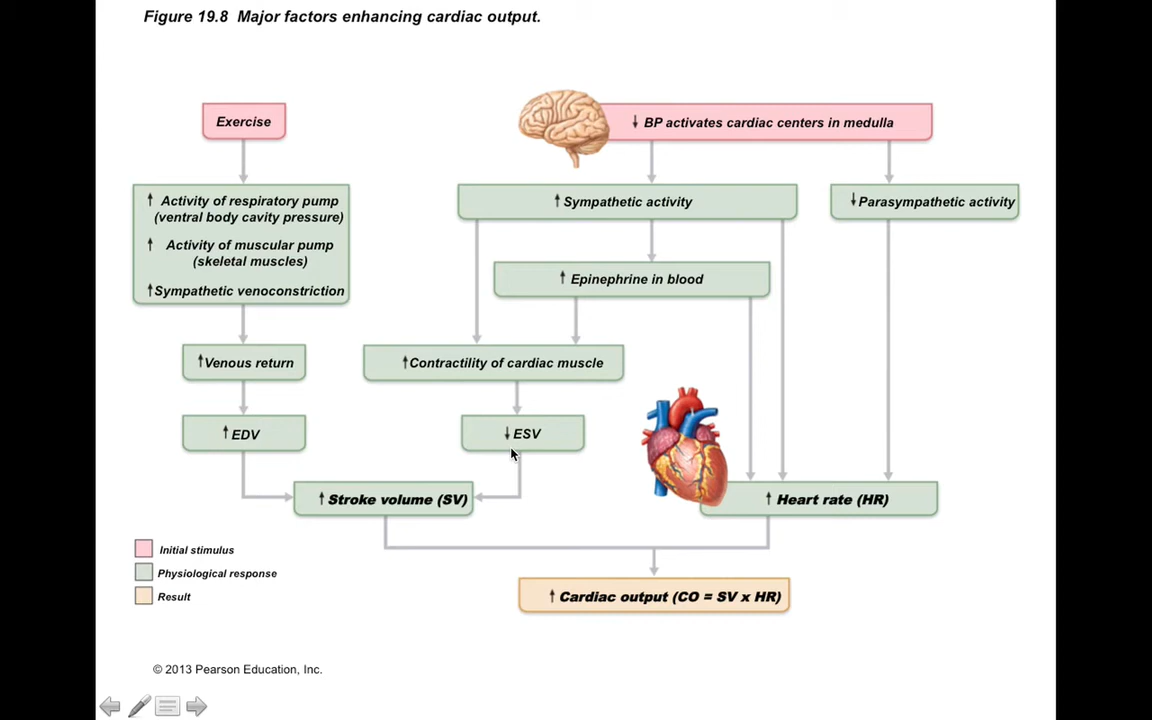 Figure 19.8 Major factors enhancing cardiac output.
Exercise
↓ BP activates cardiac centers in medulla
↑ Activity of respiratory pump
(ventral body cavity pressure)
↑ Activity of muscular pump
(skeletal muscles)
↑ Sympathetic venoconstriction
↑ Sympathetic activity
↓ Parasympathetic activity
↑ Epinephrine in blood
↑ Venous return
↑ Contractility of cardiac muscle
↑ EDV
↓ ESV
↑ Stroke volume (SV)
↑ Heart rate (HR)
Initial stimulus
Physiological response
Result
↑ Cardiac output (CO = SV x HR)
© 2013 Pearson Education, Inc.